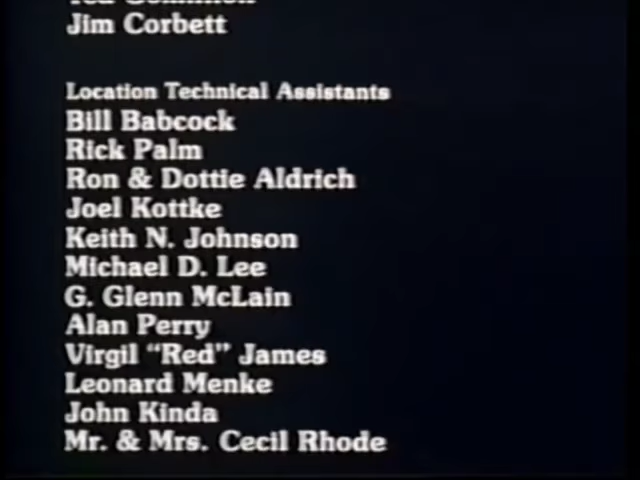 Jim Corbett
Location Technical Assistants
Bill Babcock
Rick Palm
Ron & Dottie Aldrich
Joel Kottke
Keith N. Johnson
Michael D. Lee
G. Glenn McLain
Alan Perry
Virgil “Red” James
Leonard Menke
John Kinda
Mr. & Mrs. Cecil Rhode